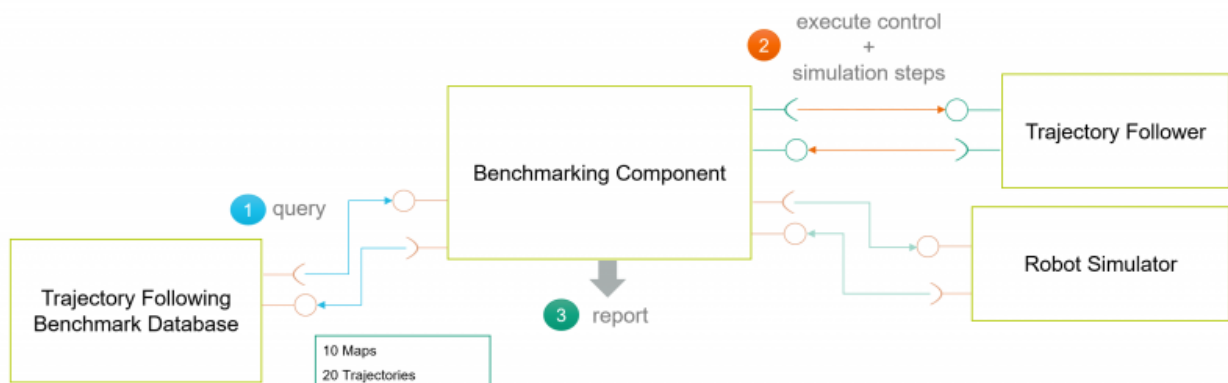 2
execute control
+
simulation steps
Trajectory Follower
Benchmarking Component
1 query
Robot Simulator
Trajectory Following
Benchmark Database
3 report
10 Maps
20 Trajectories